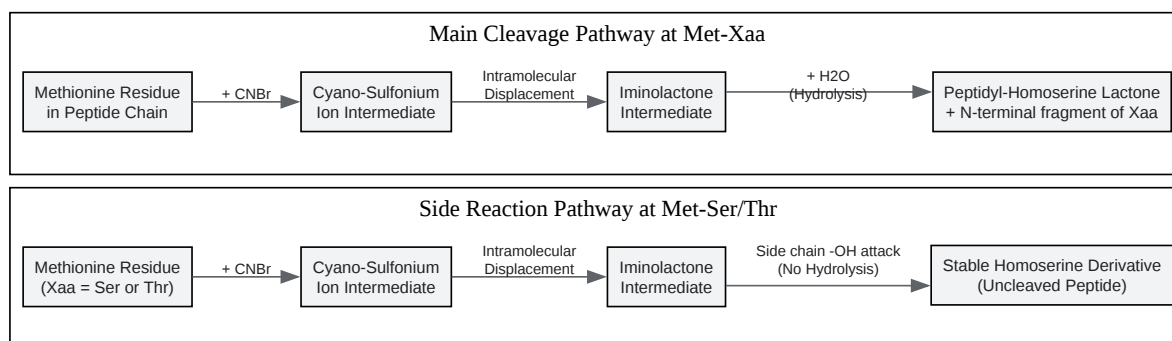 Main Cleavage Pathway at Met-Xaa
Methionine Residue
in Peptide Chain
+ CNBr
Cyano-Sulfonium
Ion Intermediate
Intramolecular
Displacement
Iminolactone
Intermediate
+ H2O
(Hydrolysis)
Peptidyl-Homoserine Lactone
+ N-terminal fragment of Xaa
Side Reaction Pathway at Met-Ser/Thr
Methionine Residue
(Xaa = Ser or Thr)
+ CNBr
Cyano-Sulfonium
Ion Intermediate
Intramolecular
Displacement
Iminolactone
Intermediate
Side chain -OH attack
(No Hydrolysis)
Stable Homoserine Derivative
(Uncleaved Peptide)